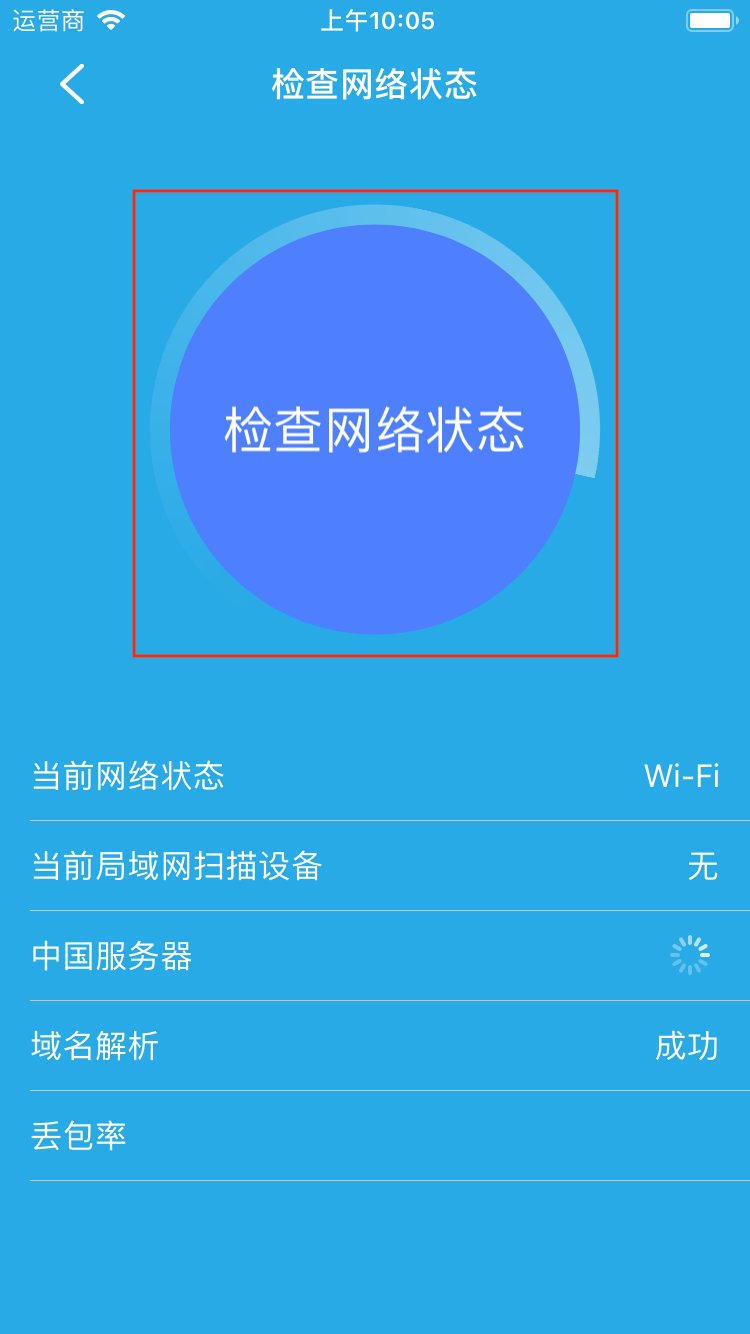 运营商 上午10:05
检查网络状态
检查网络状态
当前网络状态 Wi-Fi
当前局域网扫描设备 无
中国服务器
域名解析 成功
丢包率